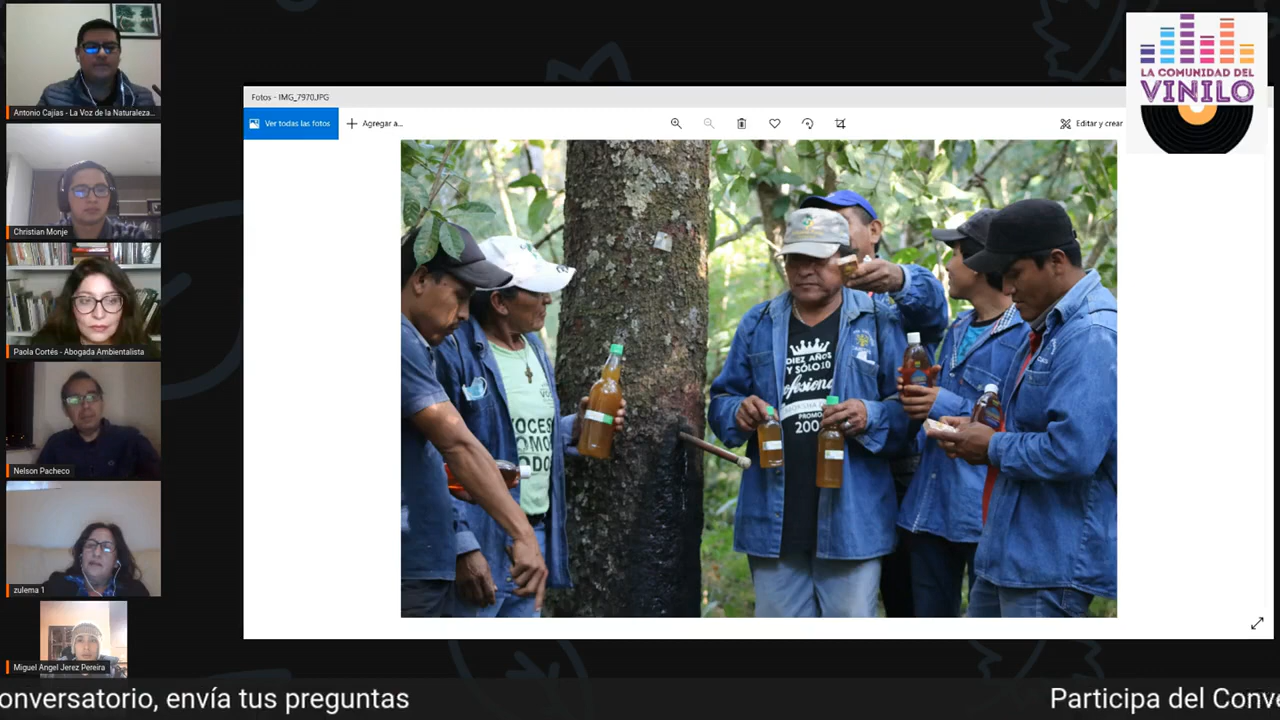 Antonio Cajías - La Voz de la Naturaleza...
Christian Monje
Paola Cortés - Abogada Ambientalista
Nelson Pacheco
zulema 1
Miguel Angel Jerez Pereira
Fotos - IMG_7970.JPG
Ver todas las fotos
Agregar a...
Editar y crear
LA COMUNIDAD DEL
VINILO
DIEZ AÑOS
Y SÓLO
PROMO
200
onversatorio, envía tus preguntas
Participa del Conve